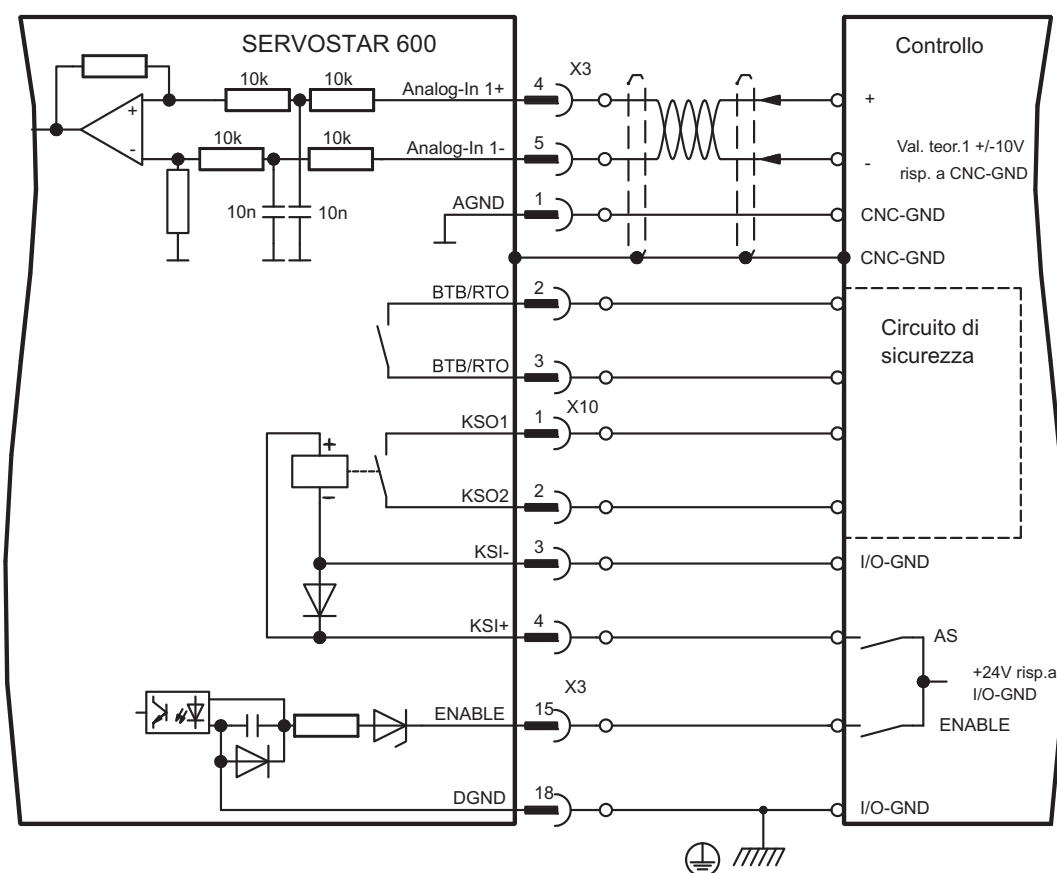 SERVOSTAR 600
Controllo
X3
10k
10k
Analog-In 1+
4
+
+
10k
10k
Analog-In 1-
5
-
-
Val. teor.1 +/-10V
risp. a CNC-GND
10n
10n
AGND
1
CNC-GND
CNC-GND
BTB/RTO
2
Circuito di
sicurezza
BTB/RTO
3
X10
KSO1
1
+
-
KSO2
2
KSI-
3
I/O-GND
KSI+
4
AS
+24V risp.a
I/O-GND
X3
ENABLE
15
ENABLE
DGND
18
I/O-GND